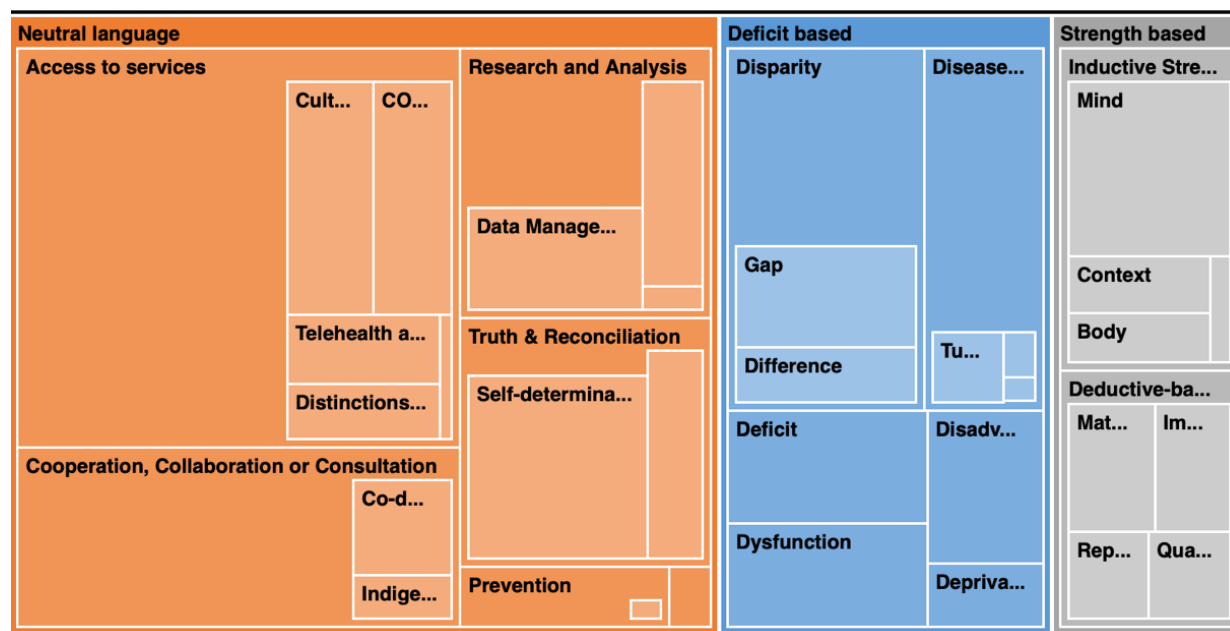 Neutral language
Access to services
Cult...
CO...
Telehealth a...
Distinctions...
Cooperation, Collaboration or Consultation
Co-d...
Indige...
Research and Analysis
Data Manage...
Truth & Reconciliation
Self-determina...
Prevention
Deficit based
Disparity
Gap
Difference
Disease...
Tu...
Deficit
Dysfunction
Disadv...
Depriva...
Strength based
Inductive Stre...
Mind
Context
Body
Deductive-ba...
Mat...
Im...
Rep...
Qua...